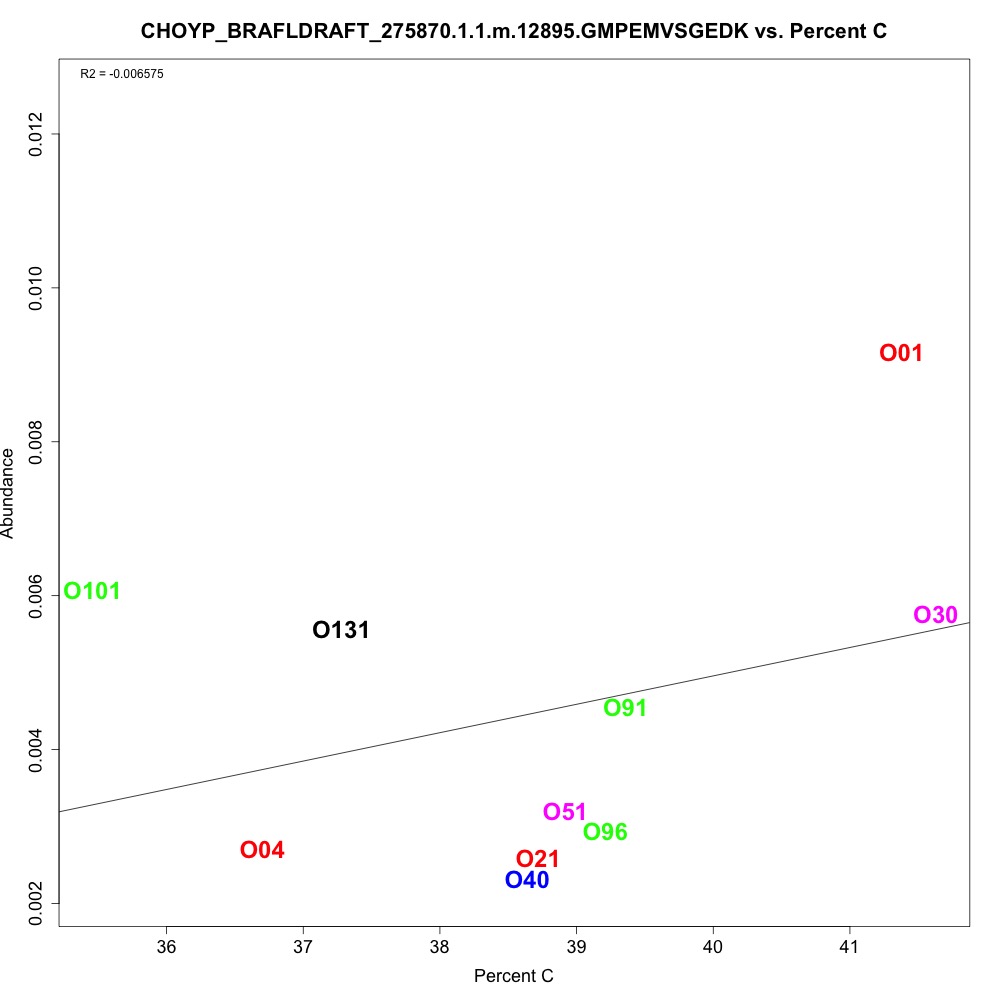 CHOYP_BRAFLDRAFT_275870.1.1.m.12895.GMPEMVSGEDK vs. Percent C
R2 = -0.006575
0.012
0.010
0.008
0.006
0.004
0.002
Abundance
O01
O101
O30
O131
O91
O51
O96
O04
O21
O40
36 37 38 39 40 41
Percent C